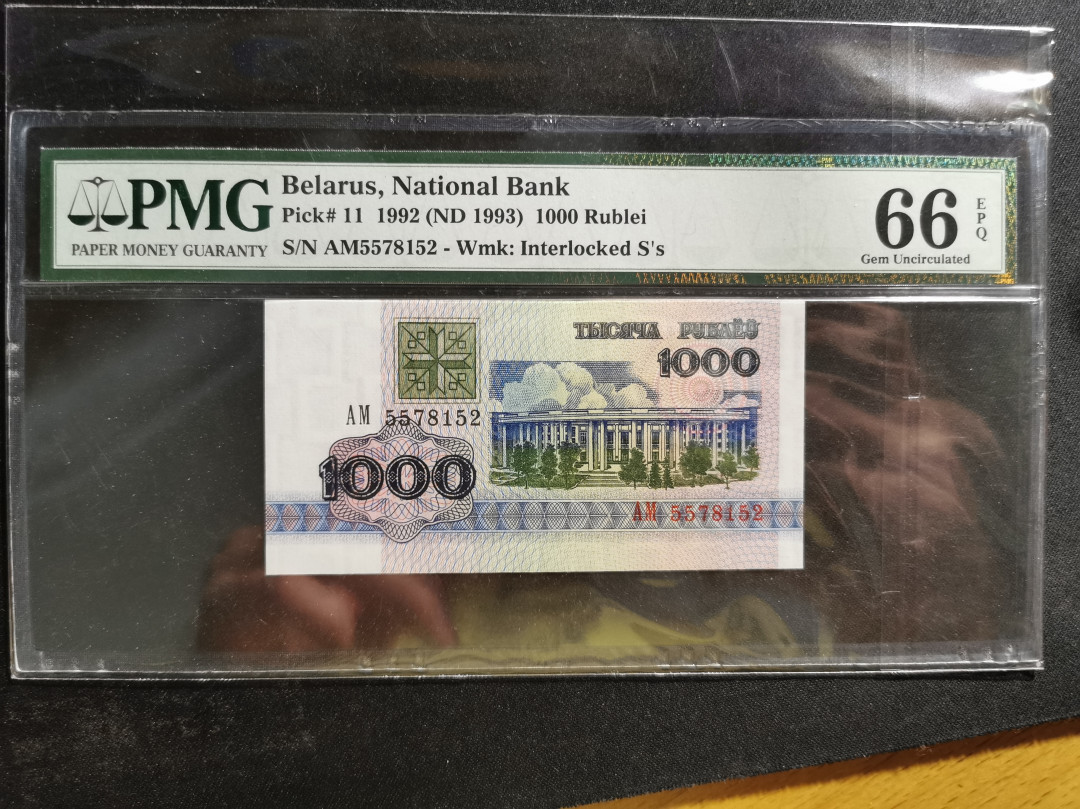 PMG
PAPER MONEY GUARANTY
Belarus, National Bank
Pick# 11 1992 (ND 1993) 1000 Rublei
S/N AM5578152 - Wmk: Interlocked S's
66
EPQ
Gem Uncirculated
ТЫСЯЧА РУБЛЁЎ
1000
АМ 5578152
1000
АМ 5578152